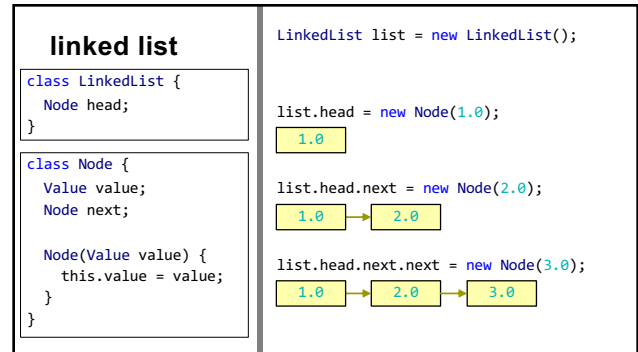 linked list
class LinkedList {
  Node head;
}
class Node {
  Value value;
  Node next;
  Node(Value value) {
    this.value = value;
  }
}
LinkedList list = new LinkedList();
list.head = new Node(1.0);
1.0
list.head.next = new Node(2.0);
1.0 2.0
list.head.next.next = new Node(3.0);
1.0 2.0 3.0